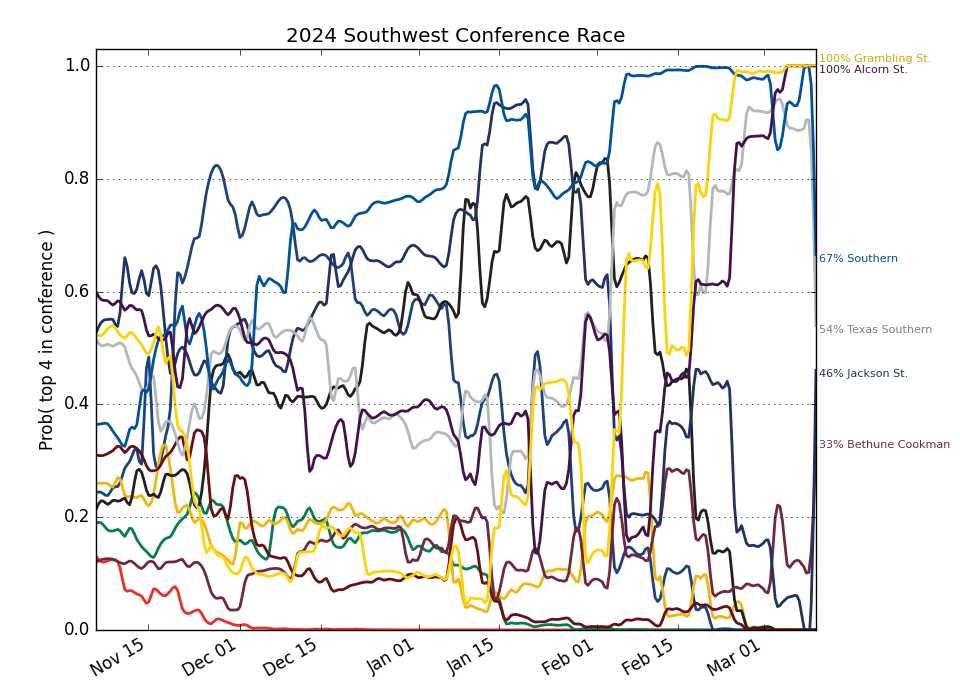 2024 Southwest Conference Race
Prob( top 4 in conference )
1.0
0.8
0.6
0.4
0.2
0.0
Nov 15
Dec 01
Dec 15
Jan 01
Jan 15
Feb 01
Feb 15
Mar 01
100% Grambling St.
100% Alcorn St.
67% Southern
54% Texas Southern
46% Jackson St.
33% Bethune Cookman